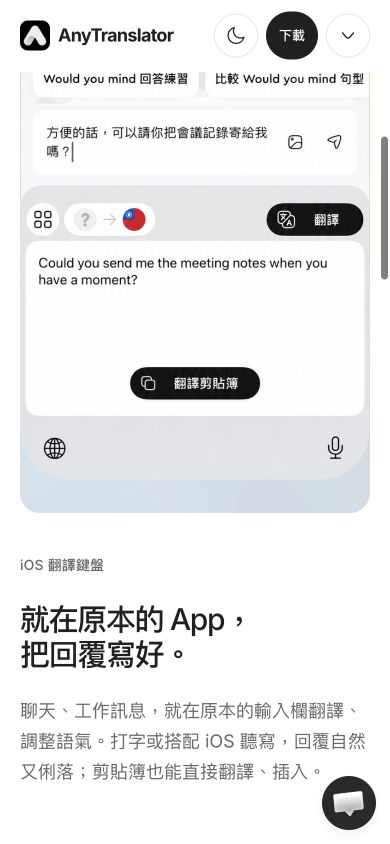 AnyTranslator
下載
Would you mind 回答練習
比較 Would you mind 句型
方便的話，可以請你把會議記錄寄給我
嗎？
?
翻譯
Could you send me the meeting notes when you
have a moment?
翻譯剪貼簿
iOS 翻譯鍵盤
就在原本的 App，
把回覆寫好。
聊天、工作訊息，就在原本的輸入欄翻譯、
調整語氣。打字或搭配 iOS 聽寫，回覆自然
又俐落；剪貼簿也能直接翻譯、插入。